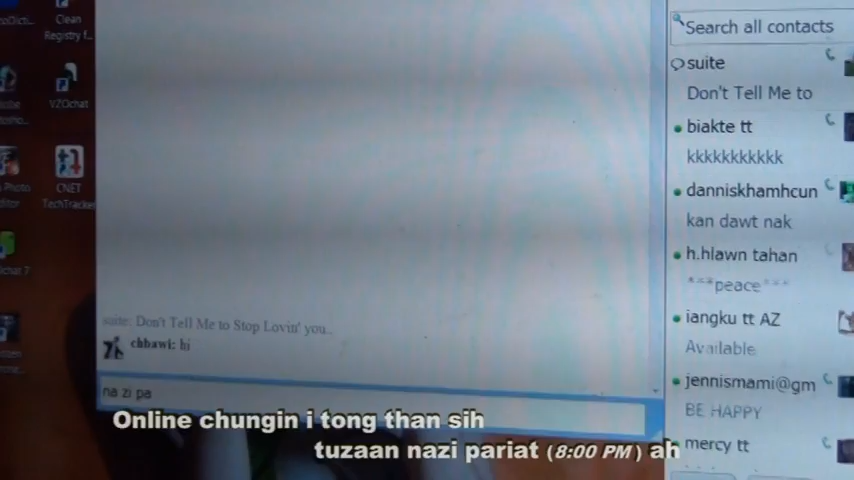 Clean
Registry f..
VZOchat
Photo
CNET
TechTracker
suite: Don't Tell Me to Stop Lovin' you..
chbawi: hi
na zi pa
Search all contacts
suite
Don't Tell Me to
biakte tt
kkkkkkkkkkk
danniskhamhcun
kan dawt nak
h.hlawn tahan
***peace***
iangku tt AZ
Available
jennismami@gm
BE HAPPY
mercy tt
Online chungin i tong than sih
tuzaan nazi pariat (8:00 PM) ah